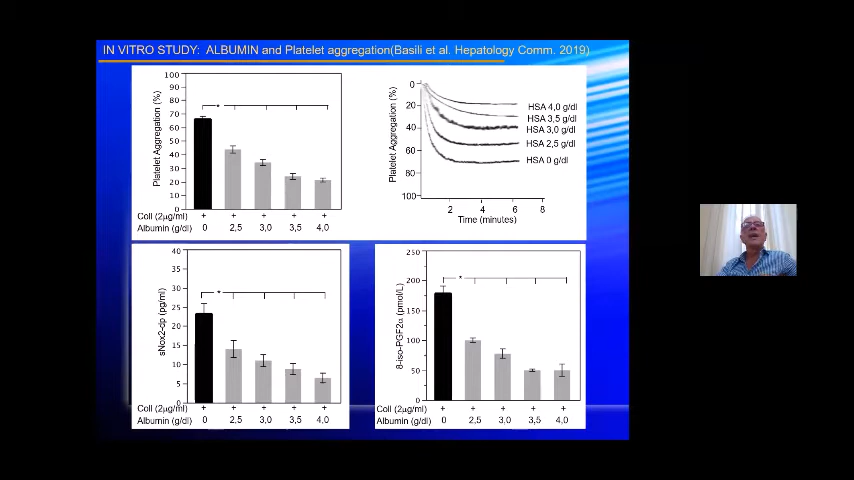 IN VITRO STUDY: ALBUMIN and Platelet aggregation(Basili et al. Hepatology Comm. 2019)
Platelet Aggregation (%)
100
90
80
70
60
50
40
30
20
10
0
*
Coll (2µg/ml) + + + + +
Albumin (g/dl) 0 2,5 3,0 3,5 4,0
Platelet Aggregation (%)
0
20
40
60
80
100
HSA 4,0 g/dl
HSA 3,5 g/dl
HSA 3,0 g/dl
HSA 2,5 g/dl
HSA 0 g/dl
2 4 6 8
Time (minutes)
sNox2-dp (pg/ml)
40
35
30
25
20
15
10
5
0
*
Coll (2µg/ml) + + + + +
Albumin (g/dl) 0 2,5 3,0 3,5 4,0
8-iso-PGF2α (pmol/L)
250
200
150
100
50
0
*
Coll (2µg/ml) + + + + +
Albumin (g/dl) 0 2,5 3,0 3,5 4,0